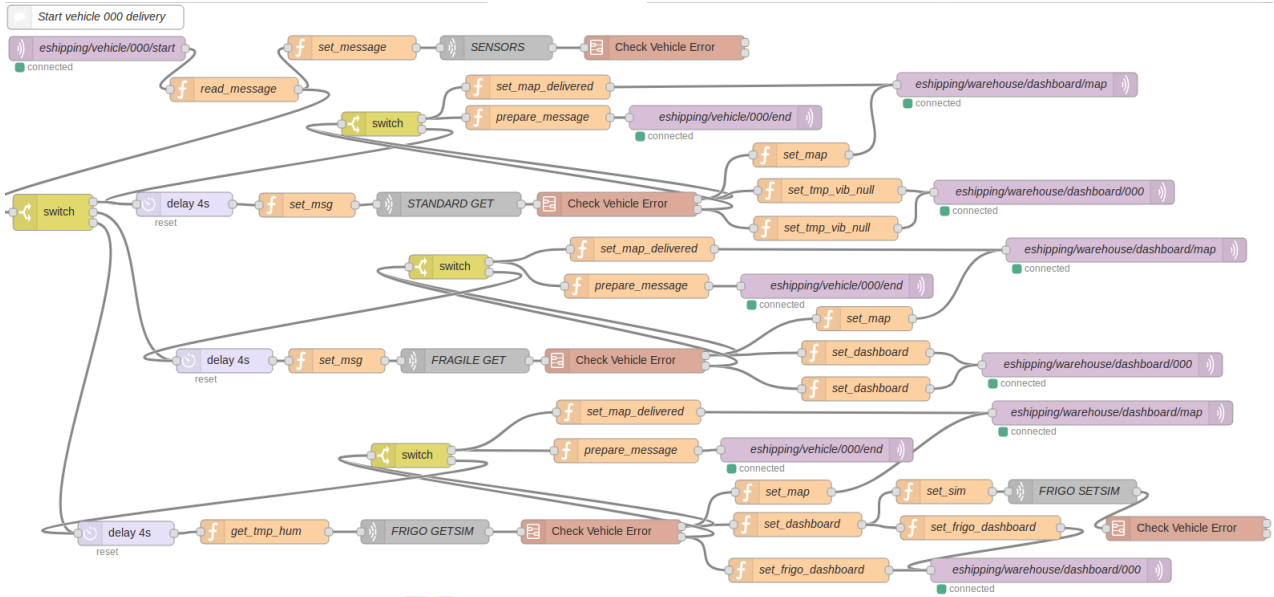 Start vehicle 000 delivery
eshipping/vehicle/000/start
connected
set_message
SENSORS
Check Vehicle Error
read_message
set_map_delivered
eshipping/warehouse/dashboard/map
connected
switch
prepare_message
eshipping/vehicle/000/end
connected
set_map
switch
delay 4s
reset
set_msg
STANDARD GET
Check Vehicle Error
set_tmp_vib_null
eshipping/warehouse/dashboard/000
connected
set_tmp_vib_null
set_map_delivered
eshipping/warehouse/dashboard/map
connected
switch
prepare_message
eshipping/vehicle/000/end
connected
set_map
delay 4s
reset
set_msg
FRAGILE GET
Check Vehicle Error
set_dashboard
eshipping/warehouse/dashboard/000
connected
set_dashboard
set_map_delivered
eshipping/warehouse/dashboard/map
connected
switch
prepare_message
eshipping/vehicle/000/end
connected
set_map
set_sim
FRIGO SETSIM
delay 4s
reset
get_tmp_hum
FRIGO GETSIM
Check Vehicle Error
set_dashboard
set_frigo_dashboard
Check Vehicle Error
set_frigo_dashboard
eshipping/warehouse/dashboard/000
connected